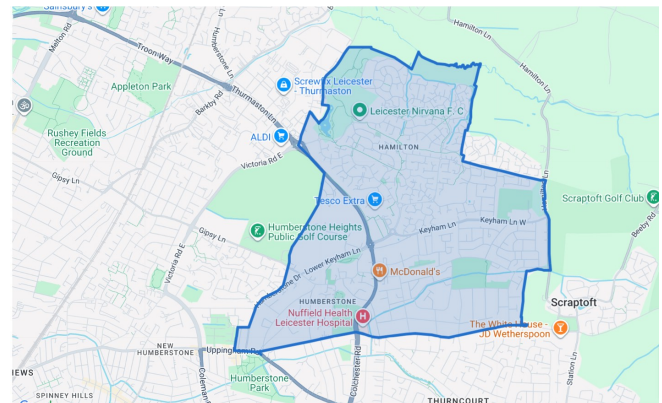 Sainsbury's
Melton Rd
Troon Way
Humberstone Ln
Hamilton Ln
Appleton Park
Barkby Rd
Screwfix Leicester
- Thurmaston
Thurmaston Ln
Hamilton Ln
Leicester Nirvana F. C
Rushey Fields
Recreation
Ground
ALDI
HAMILTON
Victoria Rd E
Gipsy Ln
Tesco Extra
Scraptoft Golf Club
Keyham Ln W
Keyham Ln
Beeby Rd
Humberstone Heights
Public Golf Course
Gipsy Ln
Victoria Rd E
Humberstone Dr
Lower Keyham Ln
McDonald's
HUMBERSTONE
Scraptoft
Nuffield Health
Leicester Hospital
The White House -
JD Wetherspoon
NEW
HUMBERSTONE
Uppingham R
Humberstone
Park
Colchester Rd
Station Ln
EWS
SPINNEY HILLS
THURNCOURT